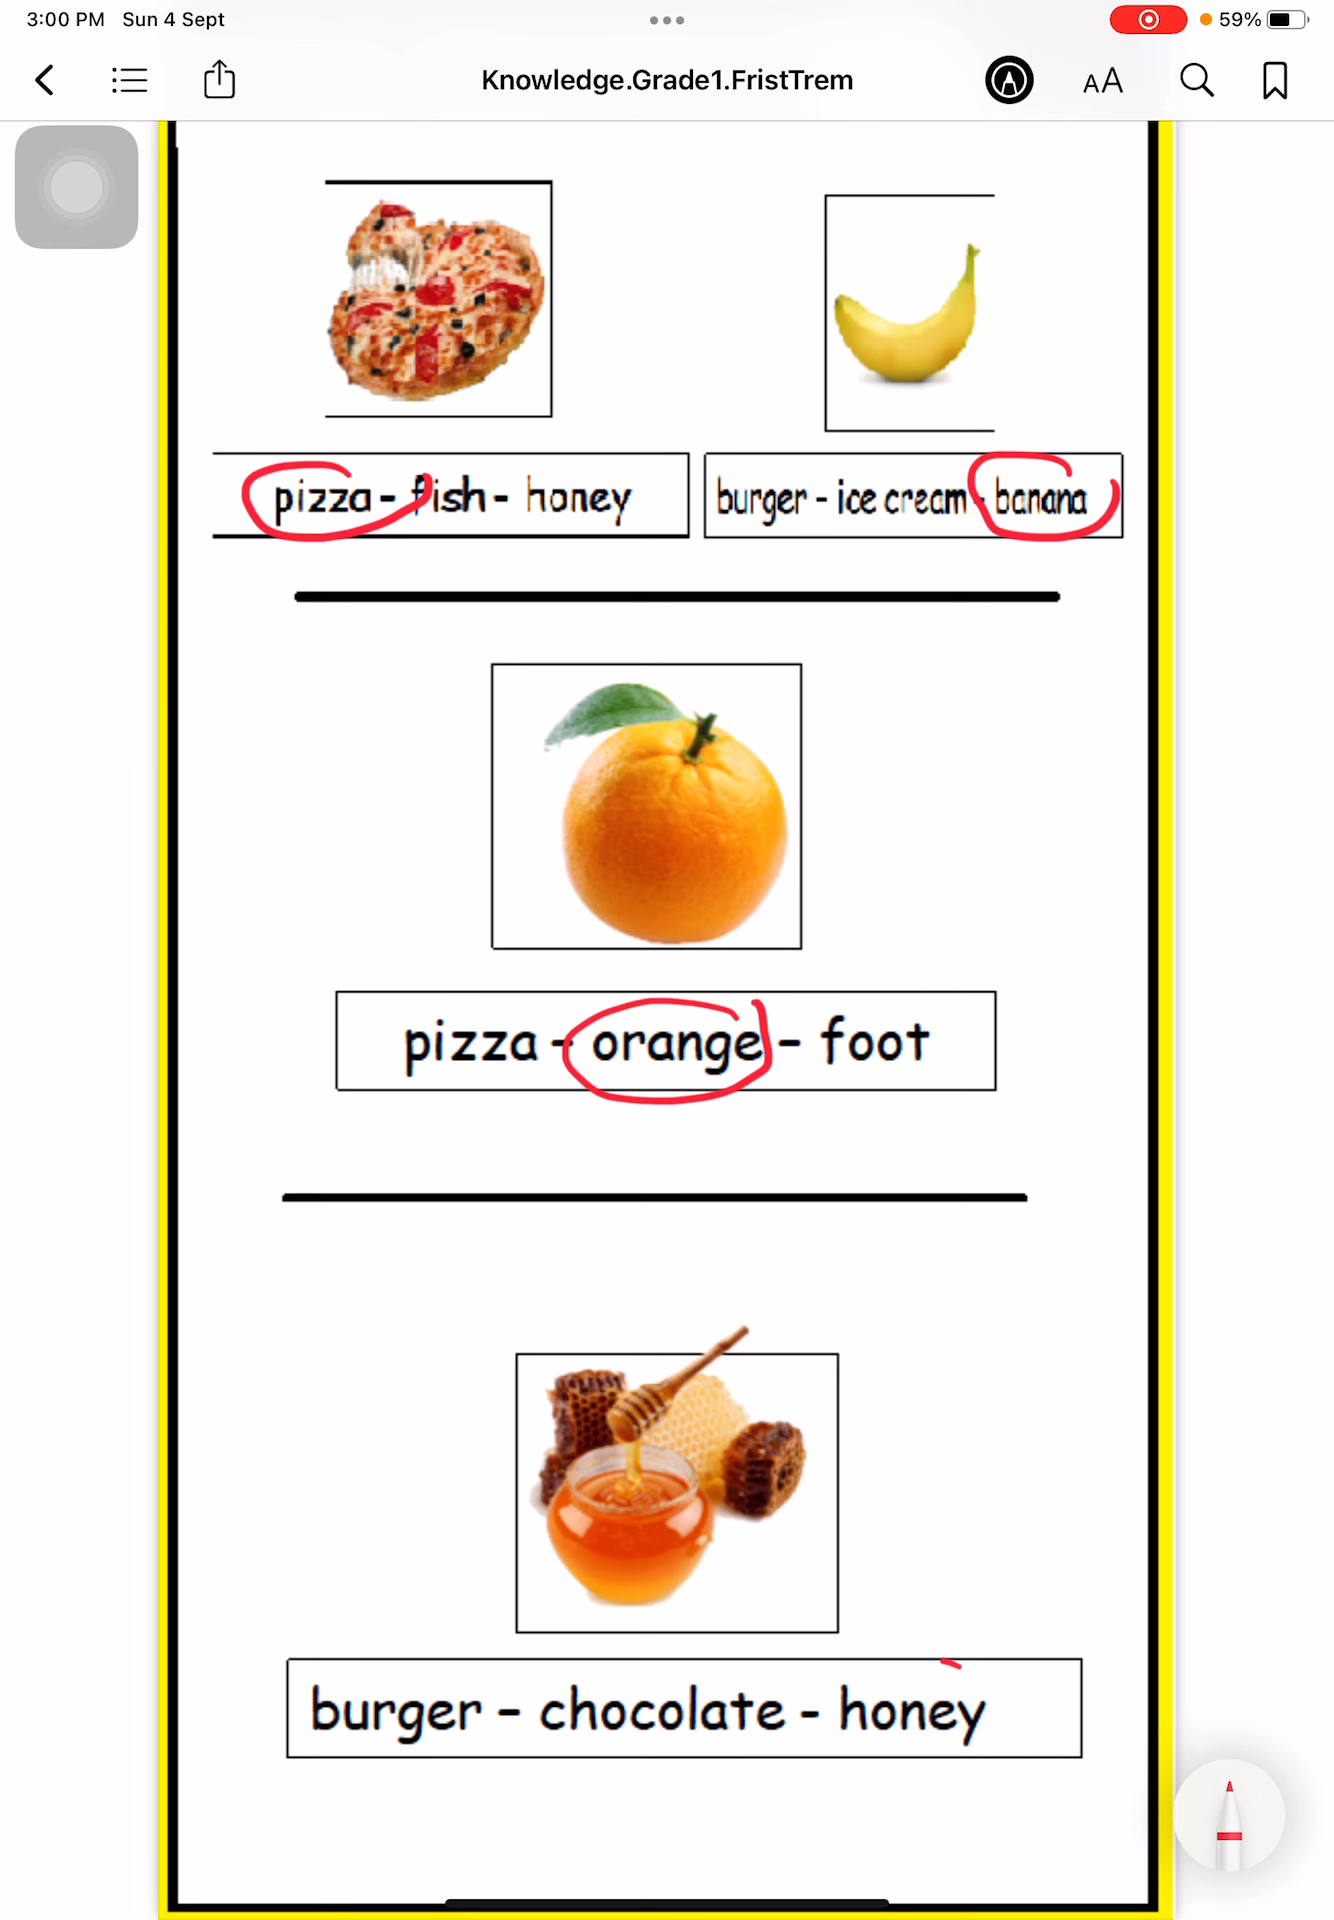 3:00 PM Sun 4 Sept
59%
Knowledge.Grade1.FristTrem
AA
pizza - fish - honey
burger - ice cream - banana
pizza - orange - foot
burger - chocolate - honey